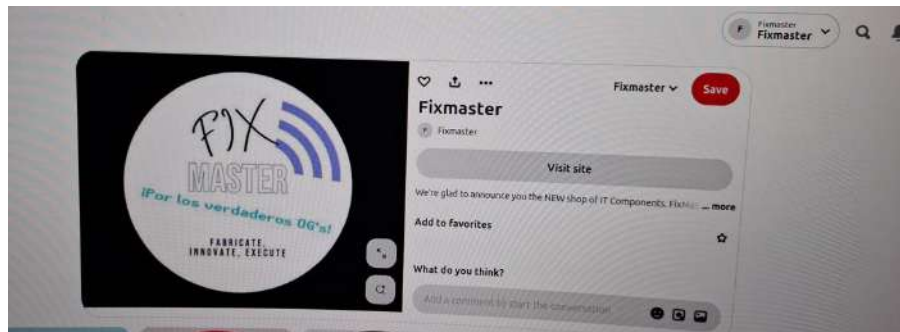 Fixmaster
Fixmaster
F
Fixmaster
Save
Fixmaster
F Fixmaster
Visit site
We're glad to announce you the NEW shop of IT Components. ... more
Add to favorites
What do you think?
Add a comment to start the conversation
FIX
MASTER
¡Por los verdaderos OG's!
FABRICATE,
INNOVATE, EXECUTE